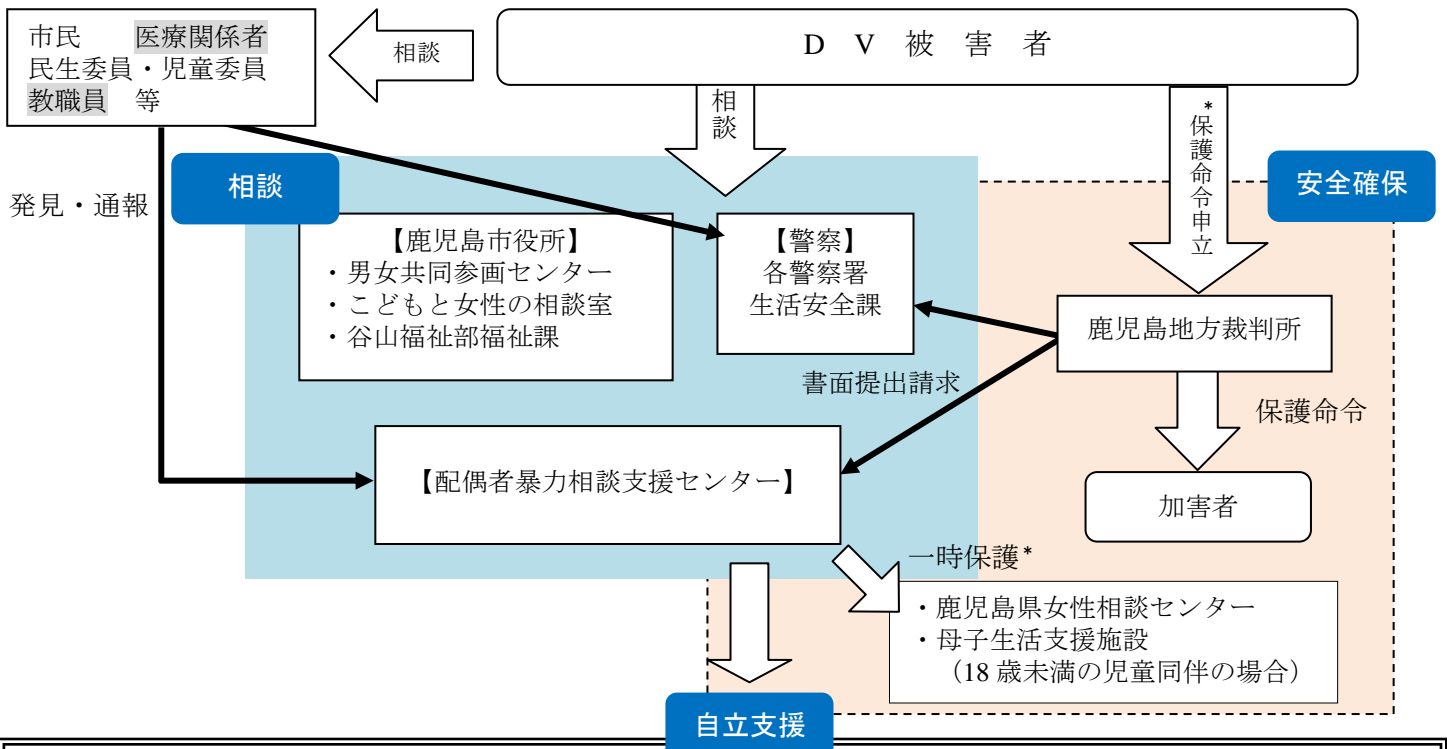 市民　医療関係者
民生委員・児童委員
教職員　等
相談
ＤＶ被害者
相談
*保護命令申立
発見・通報
相談
安全確保
【鹿児島市役所】
・男女共同参画センター
・こどもと女性の相談室
・谷山福祉部福祉課
【警察】
各警察署
生活安全課
鹿児島地方裁判所
書面提出請求
保護命令
【配偶者暴力相談支援センター】
加害者
一時保護*
・鹿児島県女性相談センター
・母子生活支援施設
（18 歳未満の児童同伴の場合）
自立支援